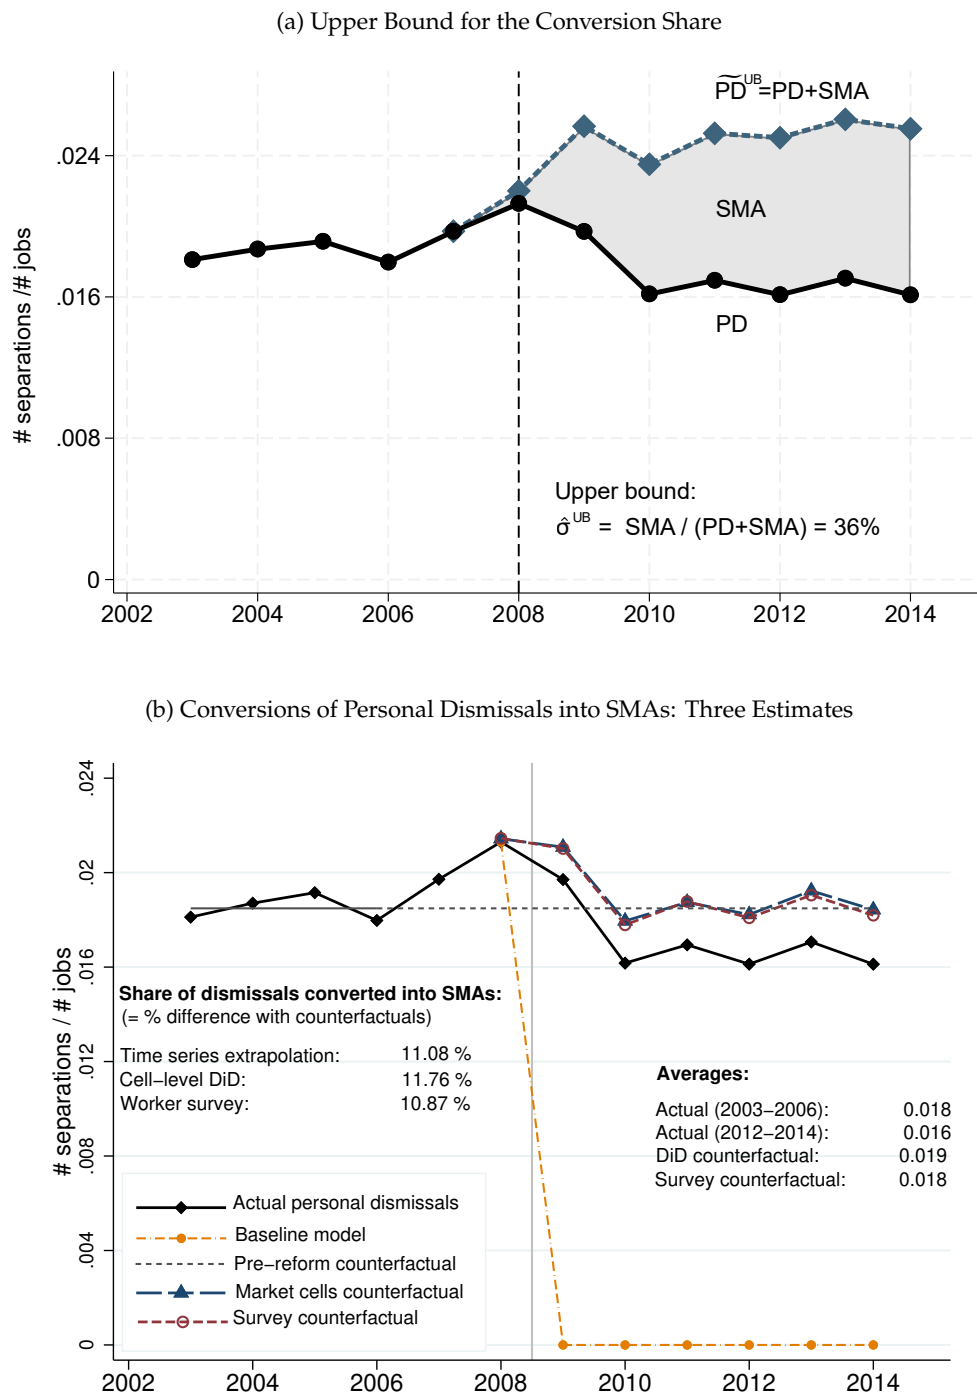 (a) Upper Bound for the Conversion Share
P͠D^UB=PD+SMA
.024
SMA
.016
PD
.008
Upper bound:
σ̂^UB = SMA / (PD+SMA) = 36%
0
# separations /# jobs
2002 2004 2006 2008 2010 2012 2014
(b) Conversions of Personal Dismissals into SMAs: Three Estimates
.024
.02
.016
.012
.008
.004
0
# separations / # jobs
Share of dismissals converted into SMAs:
(= % difference with counterfactuals)
Time series extrapolation: 11.08 %
Cell−level DiD: 11.76 %
Worker survey: 10.87 %
Averages:
Actual (2003−2006): 0.018
Actual (2012−2014): 0.016
DiD counterfactual: 0.019
Survey counterfactual: 0.018
Actual personal dismissals
Baseline model
Pre−reform counterfactual
Market cells counterfactual
Survey counterfactual
2002 2004 2006 2008 2010 2012 2014